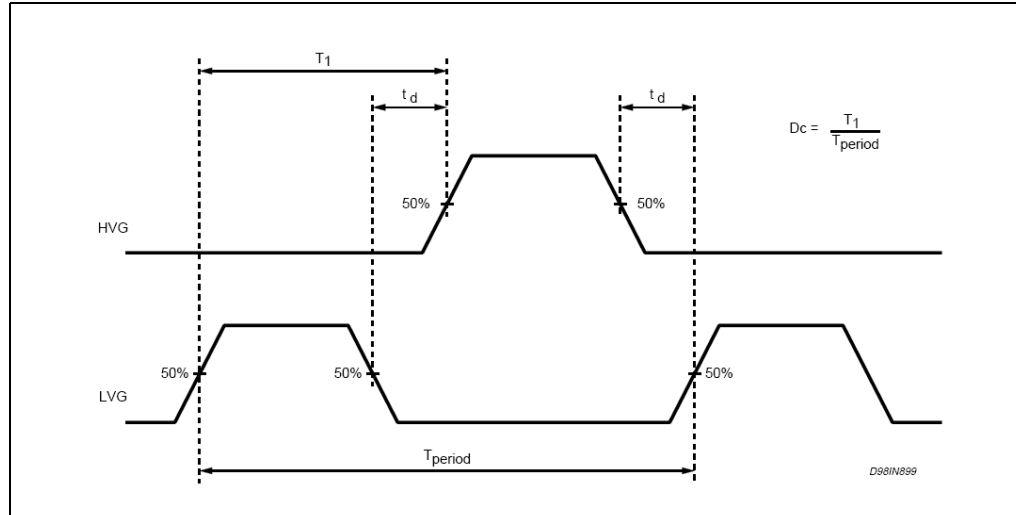 T1
td
td
Dc = T1
Tperiod
50%
50%
HVG
50%
50%
50%
LVG
Tperiod
D98IN899